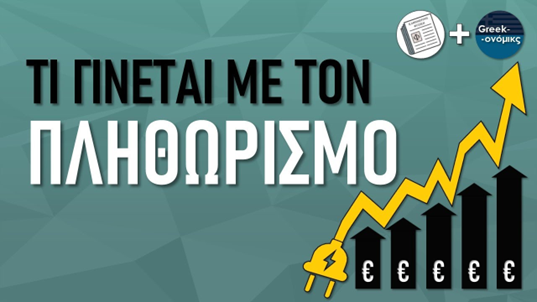 Greek-
-ονόμικς
ΤΙ ΓΙΝΕΤΑΙ ΜΕ ΤΟΝ
ΠΛΗΘΩΡΙΣΜΟ
€ € € € €